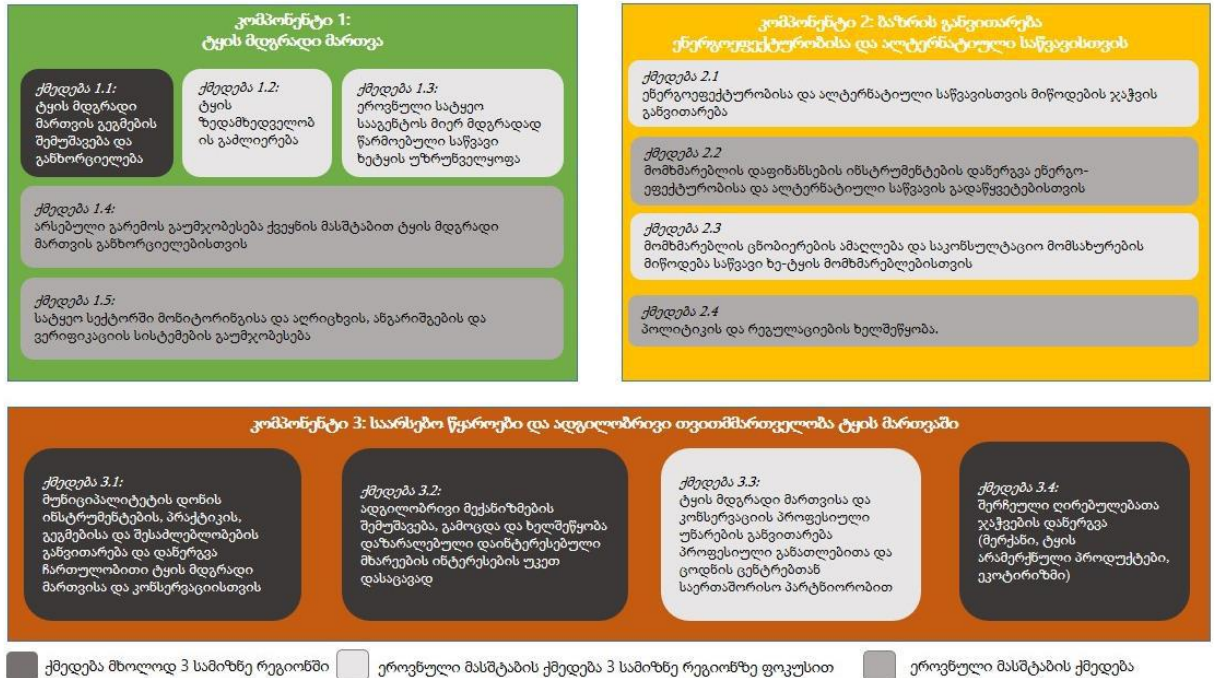 კომპონენტი 1:
ტყის მდგრადი მართვა
ქმედება 1.1:
ტყის მდგრადი
მართვის გეგმების
შემუშავება და
განხორციელება
ქმედება 1.2:
ტყის
ზედამხედველობ
ის გაძლიერება
ქმედება 1.3:
ეროვნული სატყეო
სააგენტოს მიერ მდგრადად
წარმოებული საწვავი
ხეტყის უზრუნველყოფა
ქმედება 1.4:
არსებული გარემოს გაუმჯობესება ქვეყნის მასშტაბით ტყის მდგრადი
მართვის განხორციელებისთვის
ქმედება 1.5:
სატყეო სექტორში მონიტორინგისა და აღრიცხვის, ანგარიშგების და
ვერიფიკაციის სისტემების გაუმჯობესება
კომპონენტი 2: ბაზრის განვითარება
ენერგოეფექტურობისა და ალტერნატიული საწვავისთვის
ქმედება 2.1
ენერგოეფექტურობისა და ალტერნატიული საწვავისთვის მიწოდების ჯაჭვის
განვითარება
ქმედება 2.2
მომხმარებლის დაფინანსების ინსტრუმენტების დანერგვა ენერგო-
ეფექტურობისა და ალტერნატიული საწვავის გადაწყვეტებისთვის
ქმედება 2.3
მომხმარებლის ცნობიერების ამაღლება და საკონსულტაციო მომსახურების
მიწოდება საწვავი ხე-ტყის მომხმარებლებისთვის
ქმედება 2.4
პოლიტიკის და რეგულაციების ხელშეწყობა.
კომპონენტი 3: საარსებო წყაროები და ადგილობრივი თვითმმართველობა ტყის მართვაში
ქმედება 3.1:
მუნიციპალიტეტის დონის
ინსტრუმენტების, პრაქტიკის,
გეგმებისა და შესაძლებლობების
განვითარება და დანერგვა
ჩართულობითი ტყის მდგრადი
მართვისა და კონსერვაციისთვის
ქმედება 3.2:
ადგილობრივი მექანიზმების
შემუშავება, გამოცდა და ხელშეწყობა
დაზარალებული დაინტერესებული
მხარეების ინტერესების უკეთ
დასაცავად
ქმედება 3.3:
ტყის მდგრადი მართვისა და
კონსერვაციის პროფესიული
უნარების განვითარება
პროფესიული განათლებითა და
ცოდნის ცენტრებთან
საერთაშორისო პარტნიორობით
ქმედება 3.4:
შერჩეული ღირებულებათა
ჯაჭვების დანერგვა
(მერქანი, ტყის
არამერქნული პროდუქტები,
ეკოტირიზმი)
ქმედება მხოლოდ 3 სამიზნე რეგიონში
ეროვნული მასშტაბის ქმედება 3 სამიზნე რეგიონზე ფოკუსით
ეროვნული მასშტაბის ქმედება